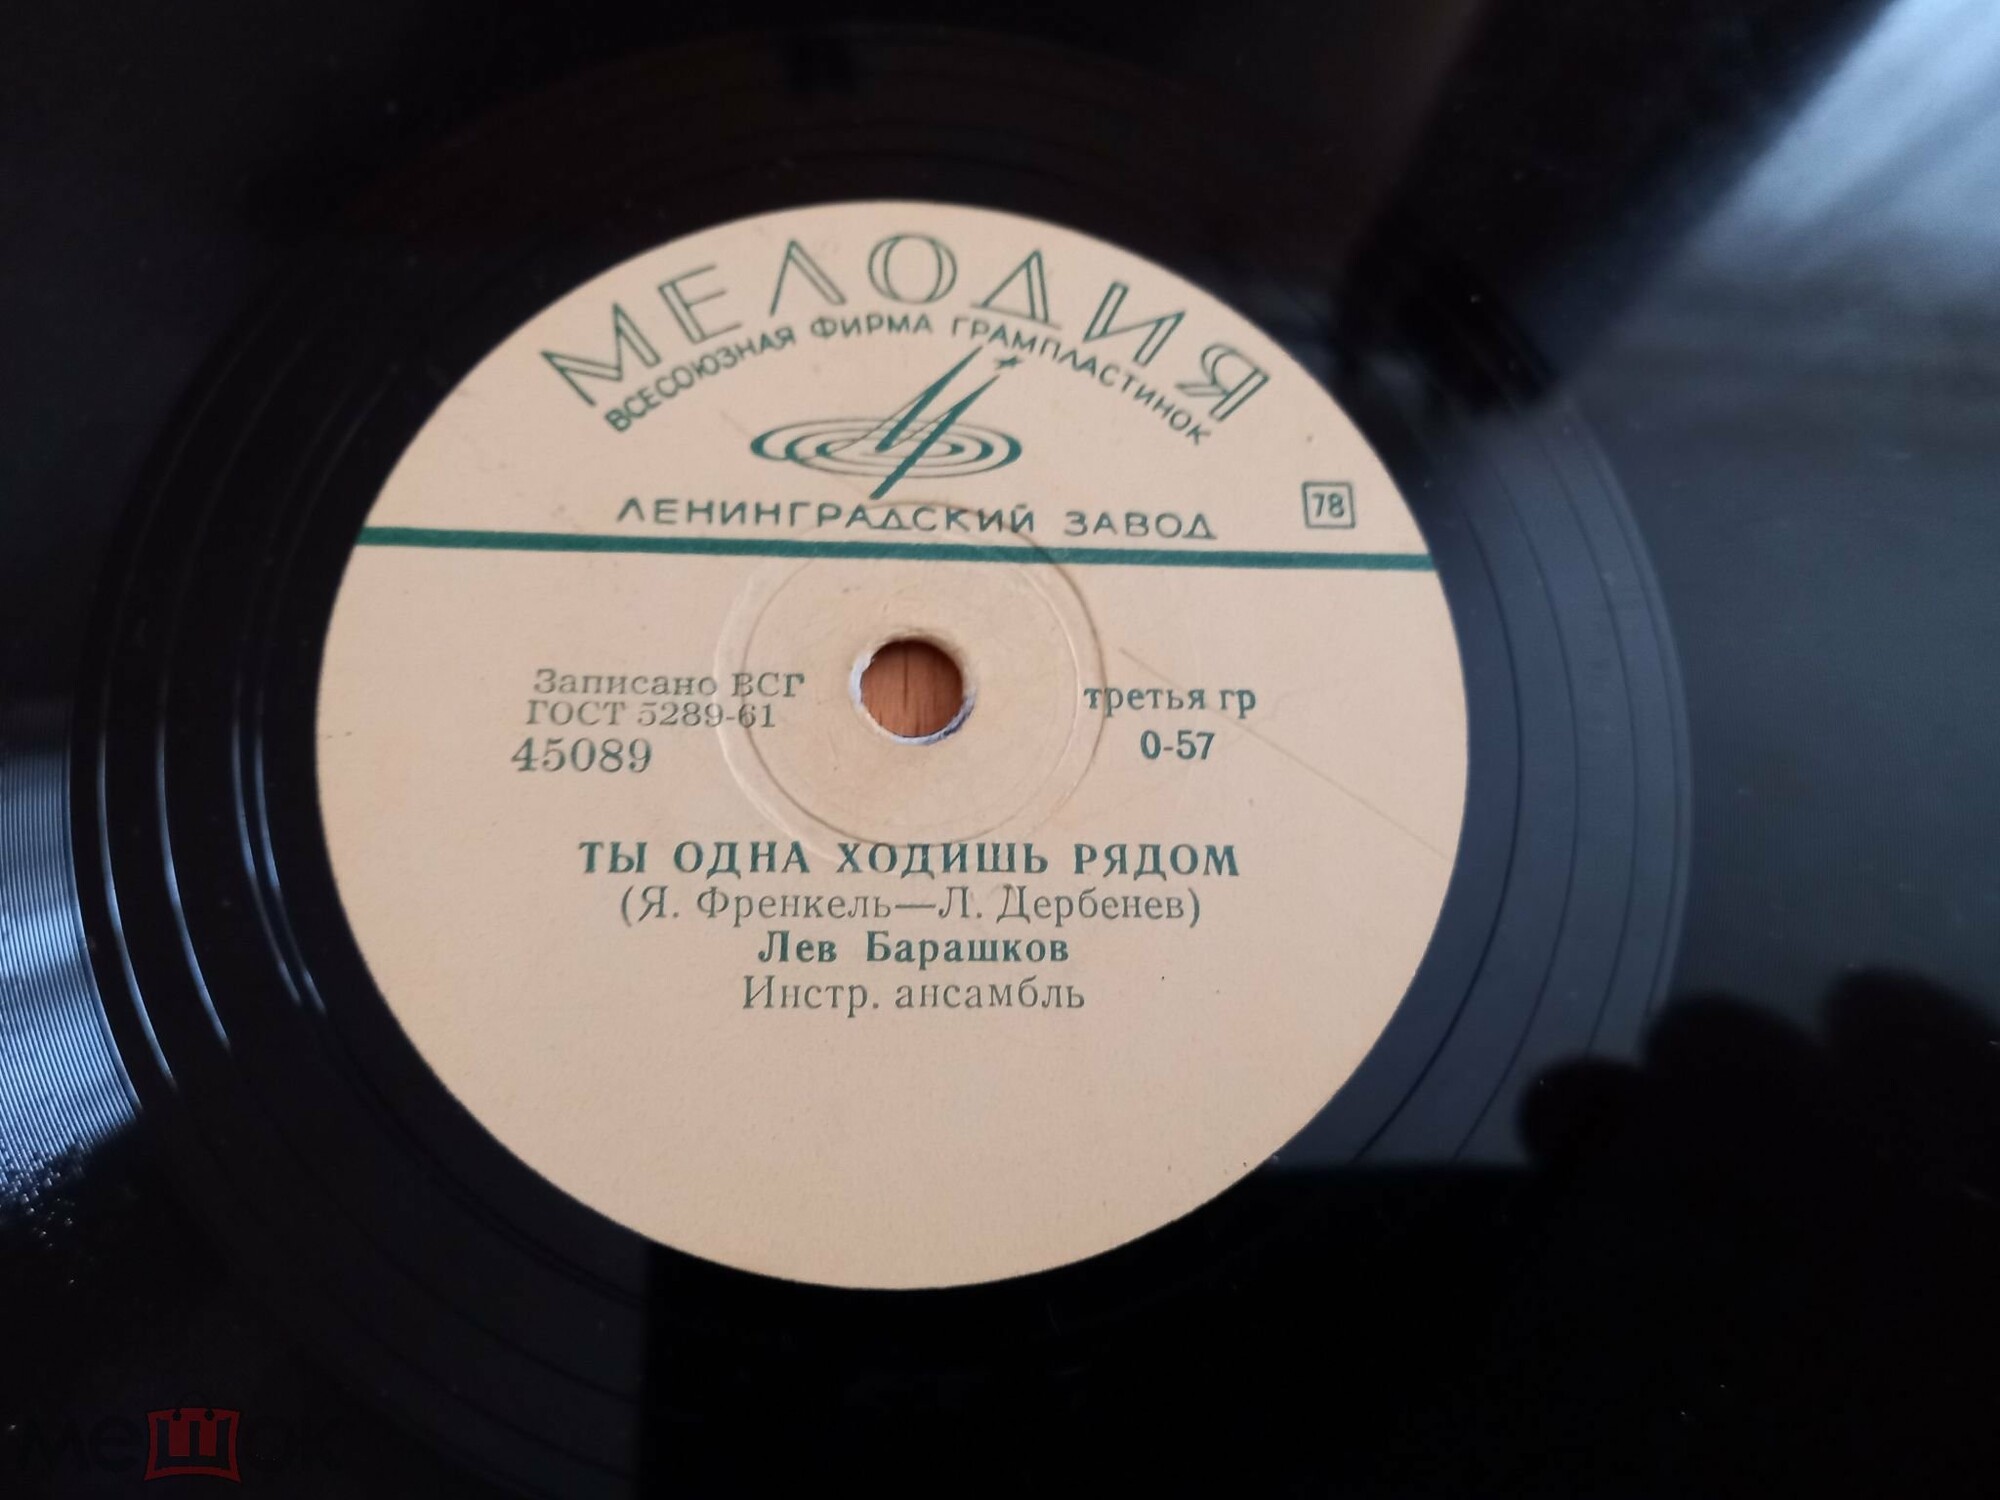 МЕЛОДИЯ
ВСЕСОЮЗНАЯ ФИРМА ГРАМПЛАСТИНОК
ЛЕНИНГРАДСКИЙ ЗАВОД
78
Записано ВСГ
ГОСТ 5289-61
45089
третья гр
0-57
ТЫ ОДНА ХОДИШЬ РЯДОМ
(Я. Френкель—Л. Дербенев)
Лев Барашков
Инстр. ансамбль
мешок